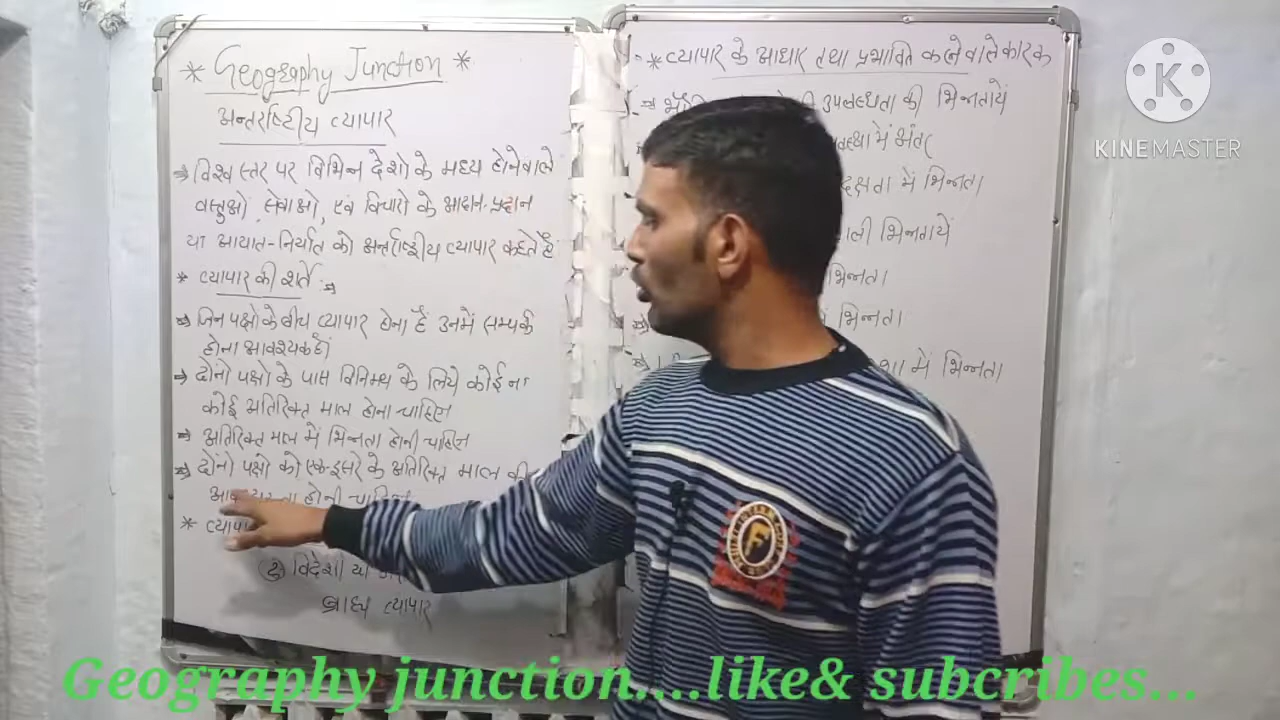 * Geography Junction *
अन्तर्राष्ट्रीय व्यापार
⇒ विश्व स्तर पर विभिन्न देशो के मध्य होने वाले
वस्तुओ, सेवाओ, एवं विचारो के आदान-प्रदान
या आयात-निर्यात को अन्तर्राष्ट्रीय व्यापार कहते हैं
* व्यापार की शर्ते ⇒
⇒ जिन पक्षो के बीच व्यापार होना है उनमें सम्पर्क
होना आवश्यक है।
⇒ दोनो पक्षो के पास विनिमय के लिये कोई ना
कोई अतिरिक्त माल होना चाहिए
⇒ अतिरिक्त माल में भिन्नता होनी चाहिए
⇒ दोनो पक्षो को एक-दूसरे के अतिरिक्त माल की
होनी चाहिए
*
② विदेशी या
बाह्य व्यापार
* व्यापार के आधार तथा प्रभावित करने वाले कारक
उपलब्धता की भिन्नतायें
में अंतर
में भिन्नता
भिन्नतायें
भिन्नता
में भिन्नता
में भिन्नता
K
KINEMASTER
F
Geography junction....like& subcribes...